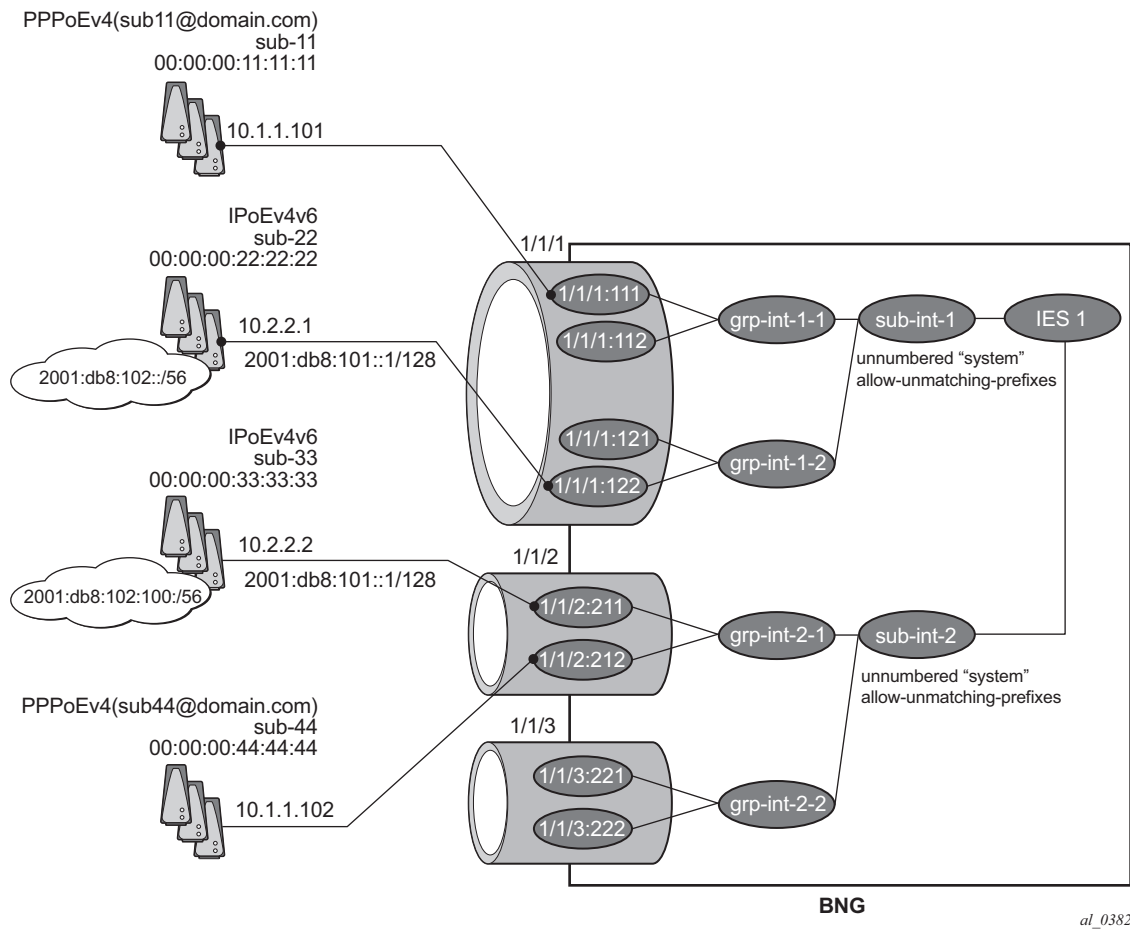 PPPoEv4(sub11@domain.com)
sub-11
00:00:00:11:11:11
10.1.1.101
IPoEv4v6
sub-22
00:00:00:22:22:22
10.2.2.1
2001:db8:101::1/128
2001:db8:102::/56
IPoEv4v6
sub-33
00:00:00:33:33:33
10.2.2.2
2001:db8:101::1/128
2001:db8:102:100:/56
PPPoEv4(sub44@domain.com)
sub-44
00:00:00:44:44:44
10.1.1.102
1/1/1
1/1/1:111
1/1/1:112
1/1/1:121
1/1/1:122
1/1/2
1/1/2:211
1/1/2:212
1/1/3
1/1/3:221
1/1/3:222
grp-int-1-1
grp-int-1-2
grp-int-2-1
grp-int-2-2
sub-int-1
unnumbered “system”
allow-unmatching-prefixes
IES 1
sub-int-2
unnumbered “system”
allow-unmatching-prefixes
BNG
al_0382